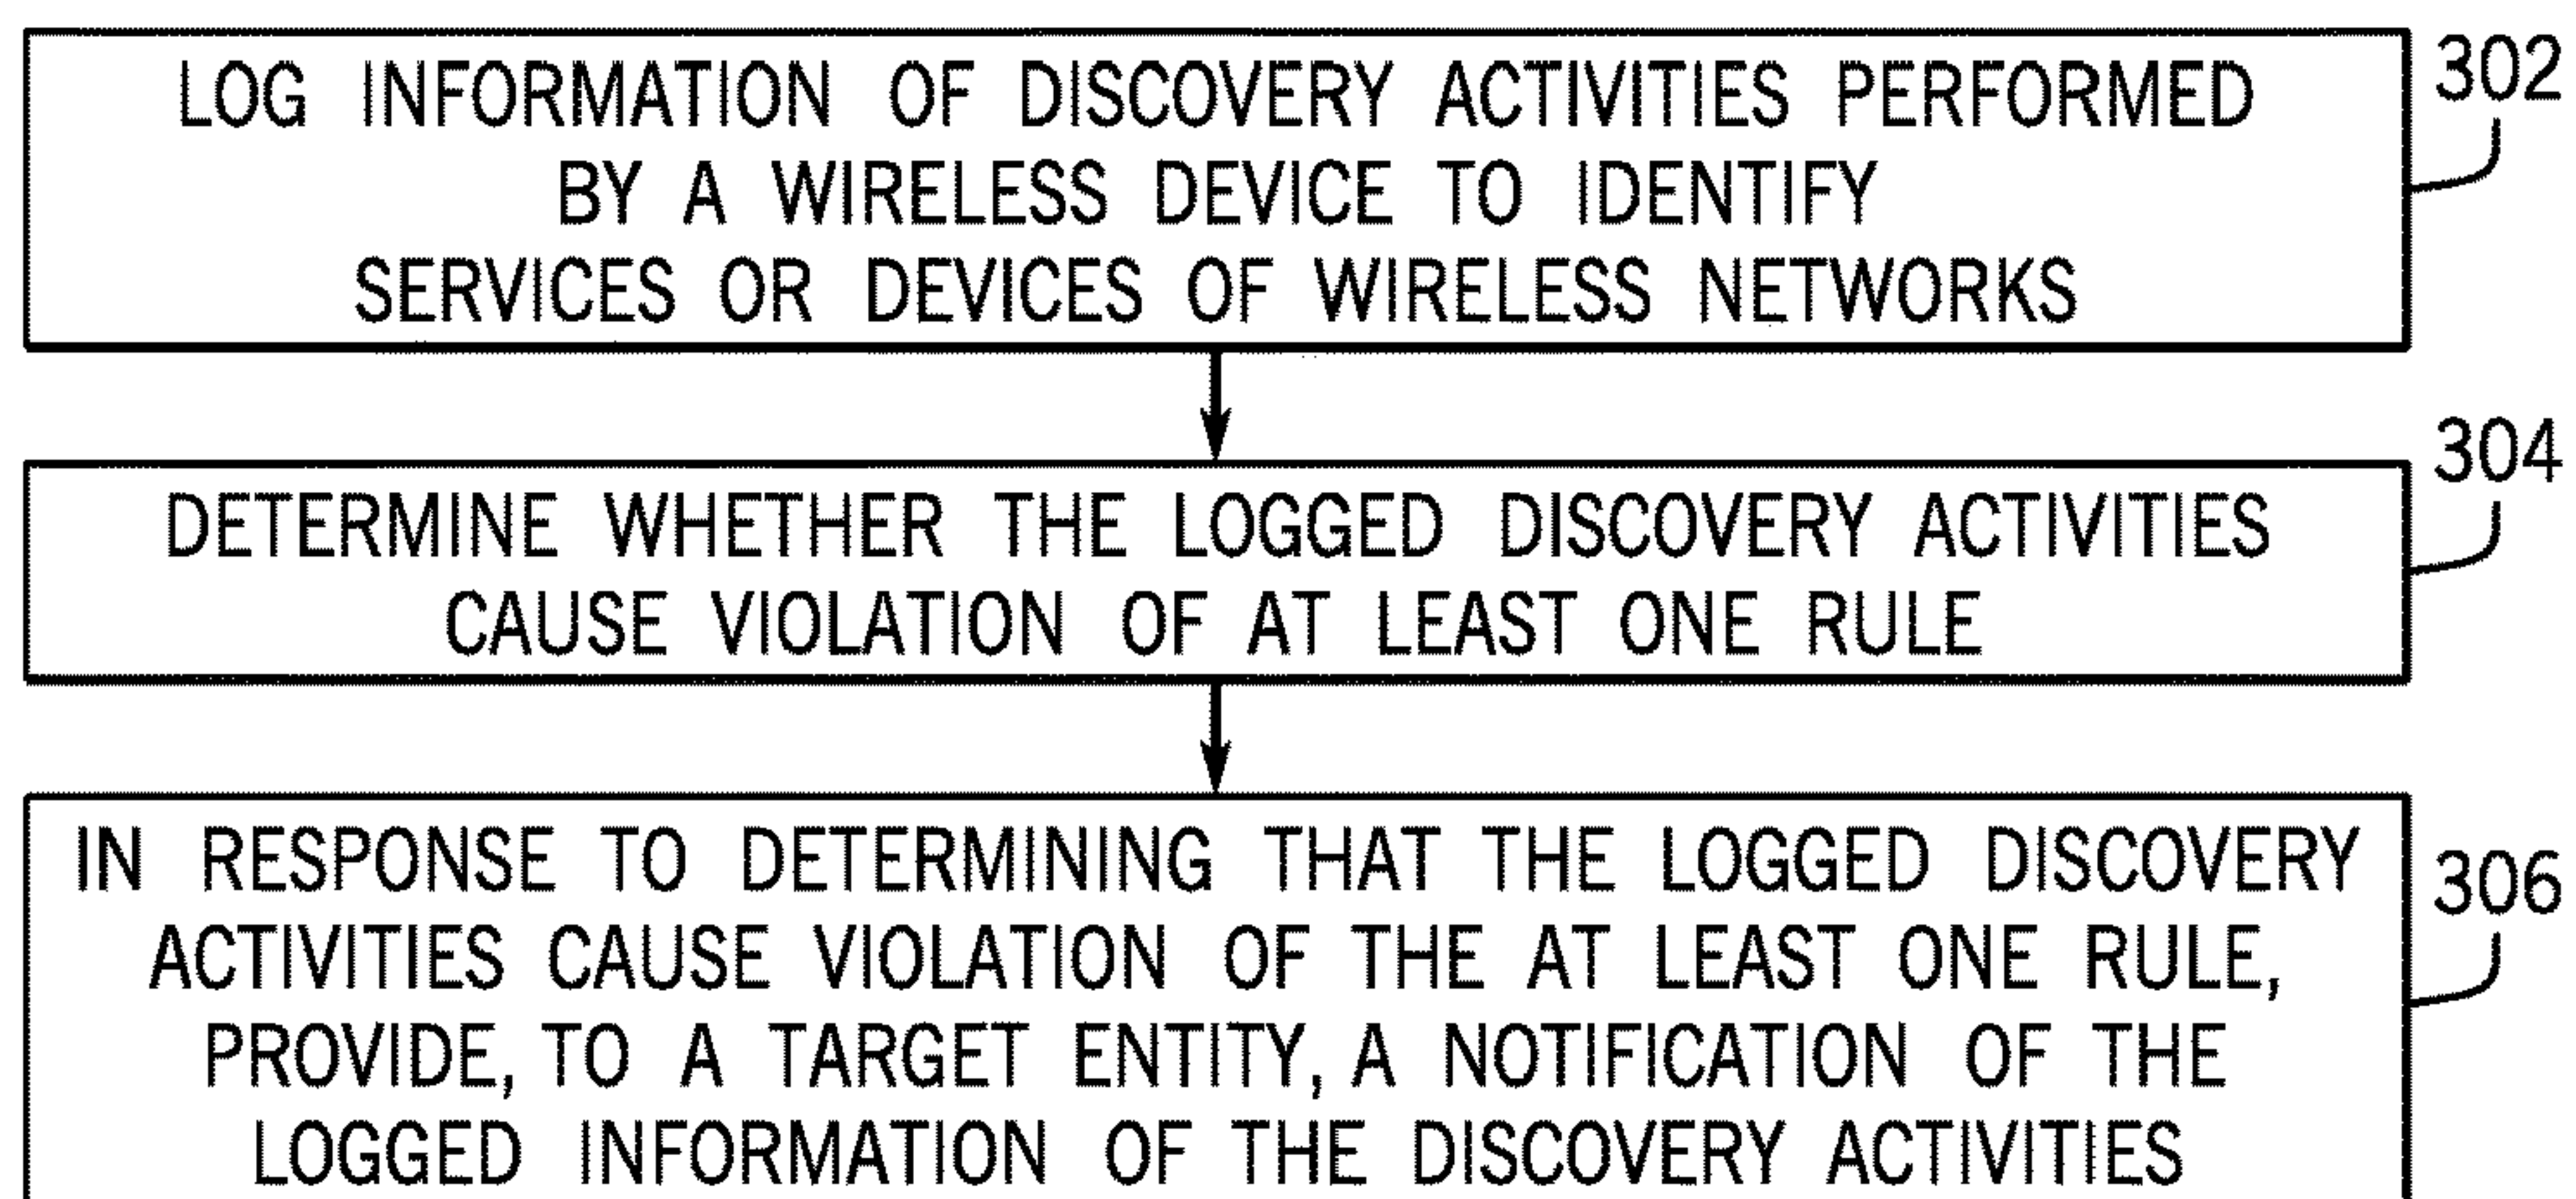 LOG INFORMATION OF DISCOVERY ACTIVITIES PERFORMED
BY A WIRELESS DEVICE TO IDENTIFY
SERVICES OR DEVICES OF WIRELESS NETWORKS
302
DETERMINE WHETHER THE LOGGED DISCOVERY ACTIVITIES
CAUSE VIOLATION OF AT LEAST ONE RULE
304
IN RESPONSE TO DETERMINING THAT THE LOGGED DISCOVERY
ACTIVITIES CAUSE VIOLATION OF THE AT LEAST ONE RULE,
PROVIDE, TO A TARGET ENTITY, A NOTIFICATION OF THE
LOGGED INFORMATION OF THE DISCOVERY ACTIVITIES
306